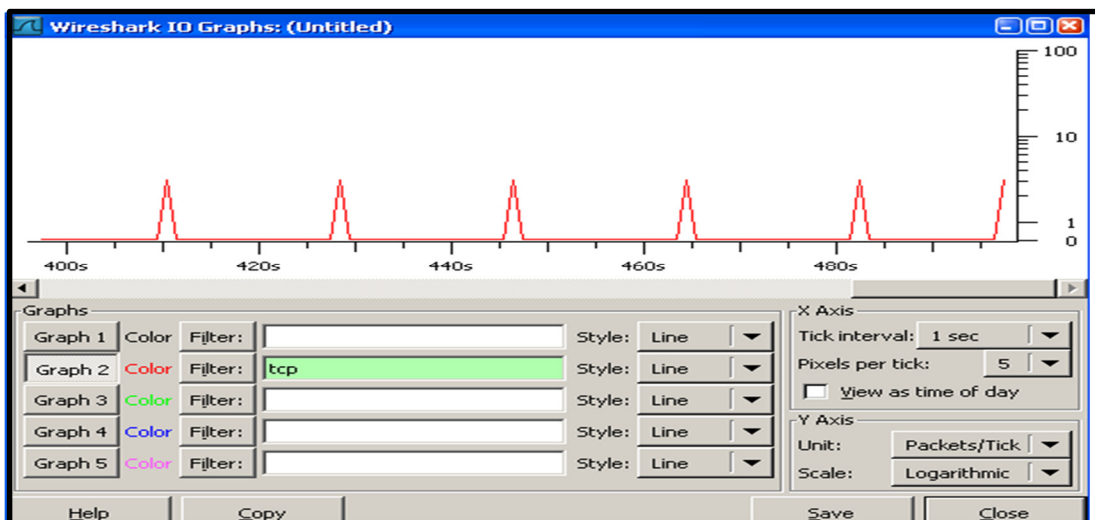 Wireshark IO Graphs: (Untitled)
100
10
1
0
400s 420s 440s 460s 480s
Graphs
Graph 1 Color Filter: Style: Line
Graph 2 Color Filter: tcp Style: Line
Graph 3 Color Filter: Style: Line
Graph 4 Color Filter: Style: Line
Graph 5 Color Filter: Style: Line
X Axis
Tick interval: 1 sec
Pixels per tick: 5
View as time of day
Y Axis
Unit: Packets/Tick
Scale: Logarithmic
Help Copy Save Close